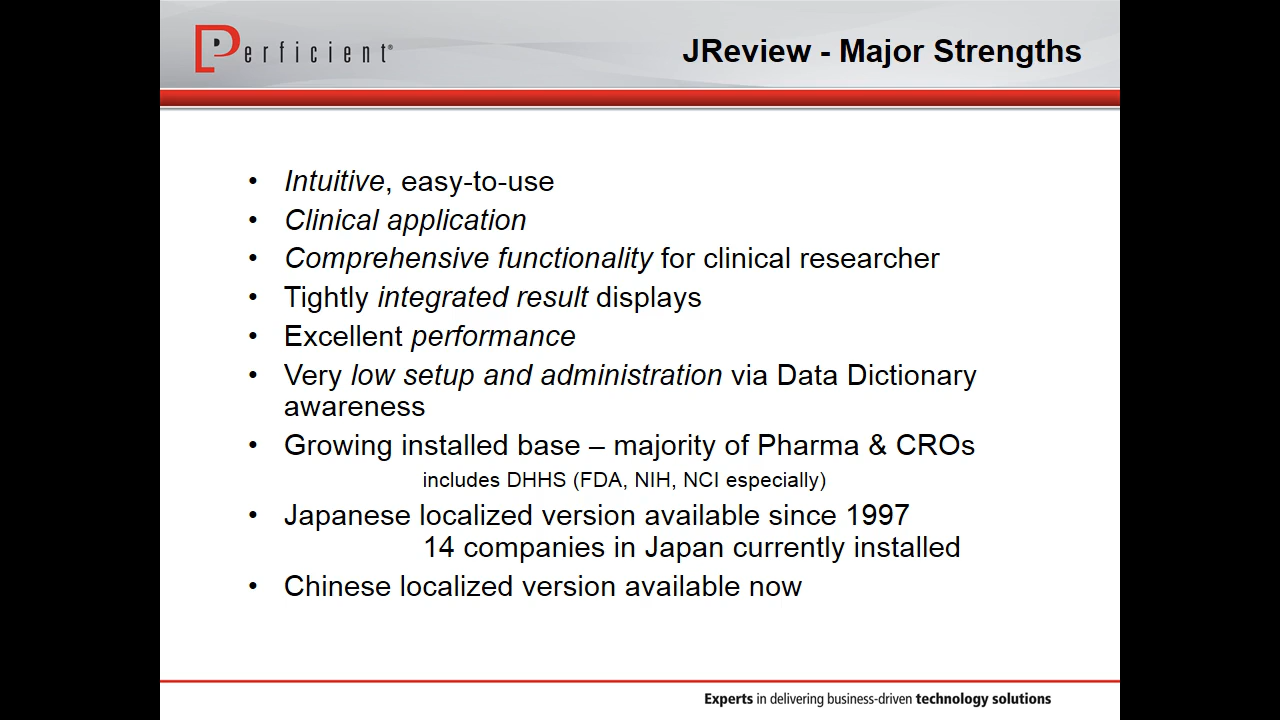 Perficient®
JReview - Major Strengths
• Intuitive, easy-to-use
• Clinical application
• Comprehensive functionality for clinical researcher
• Tightly integrated result displays
• Excellent performance
• Very low setup and administration via Data Dictionary
awareness
• Growing installed base – majority of Pharma & CROs
includes DHHS (FDA, NIH, NCI especially)
• Japanese localized version available since 1997
14 companies in Japan currently installed
• Chinese localized version available now
Experts in delivering business-driven technology solutions